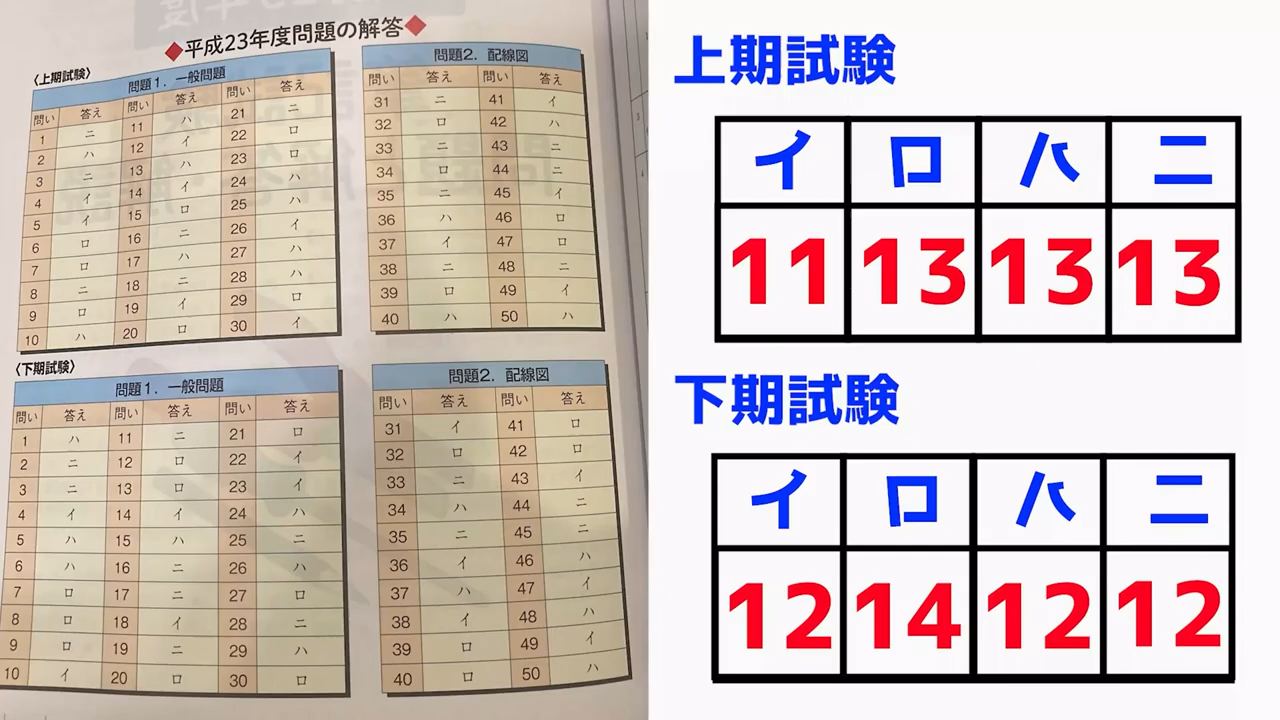 ◆平成23年度問題の解答◆
〈上期試験〉
問題1．一般問題
問い 答え 問い 答え 問い 答え
1 ニ 11 ハ 21 ニ
2 ハ 12 イ 22 ロ
3 ニ 13 ハ 23 ロ
4 イ 14 イ 24 ハ
5 イ 15 ロ 25 ハ
6 ロ 16 ニ 26 イ
7 ロ 17 ハ 27 ハ
8 ニ 18 ニ 28 ハ
9 ロ 19 イ 29 ロ
10 ハ 20 ロ 30 イ
問題2．配線図
問い 答え 問い 答え
31 ニ 41 イ
32 ロ 42 ハ
33 ニ 43 ニ
34 ロ 44 ニ
35 ニ 45 イ
36 ハ 46 ロ
37 イ 47 ロ
38 ニ 48 ニ
39 ロ 49 イ
40 ハ 50 ハ
〈下期試験〉
問題1．一般問題
問い 答え 問い 答え 問い 答え
1 ハ 11 ニ 21 ロ
2 ニ 12 ロ 22 イ
3 ニ 13 ロ 23 イ
4 イ 14 イ 24 ハ
5 ハ 15 ハ 25 ニ
6 ハ 16 ニ 26 ハ
7 ロ 17 ニ 27 ロ
8 ロ 18 イ 28 ニ
9 ロ 19 ニ 29 ハ
10 イ 20 ロ 30 ロ
問題2．配線図
問い 答え 問い 答え
31 イ 41 ロ
32 ロ 42 ロ
33 ニ 43 イ
34 ハ 44 ニ
35 ニ 45 ニ
36 イ 46 ハ
37 ハ 47 イ
38 イ 48 ハ
39 ロ 49 イ
40 ロ 50 ハ
上期試験
イ ロ ハ ニ
11 13 13 13
下期試験
イ ロ ハ ニ
12 14 12 12